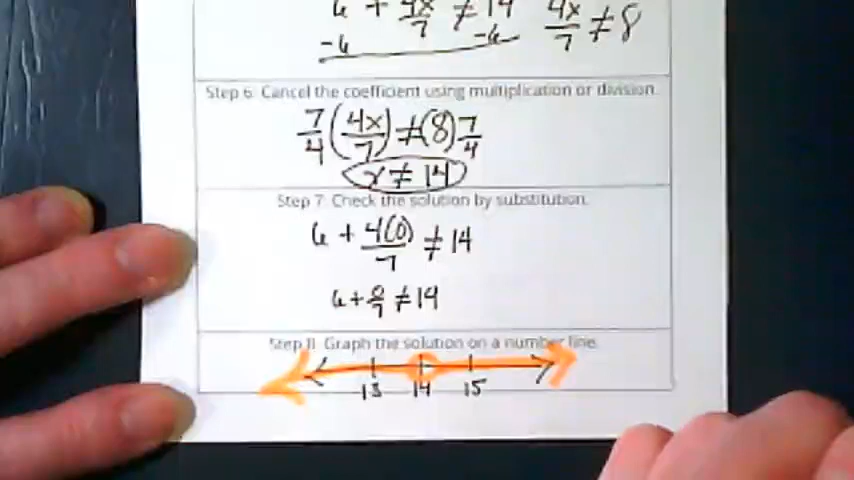 6 + 4x/7 ≠ 14 4x/7 ≠ 8
-6 -6
Step 6: Cancel the coefficient using multiplication or division.
7/4 (4x/7) ≠ (8) 7/4
x ≠ 14
Step 7: Check the solution by substitution.
6 + 4(0)/7 ≠ 14
6 + 0/7 ≠ 14
Step 8: Graph the solution on a number line.
13 14 15